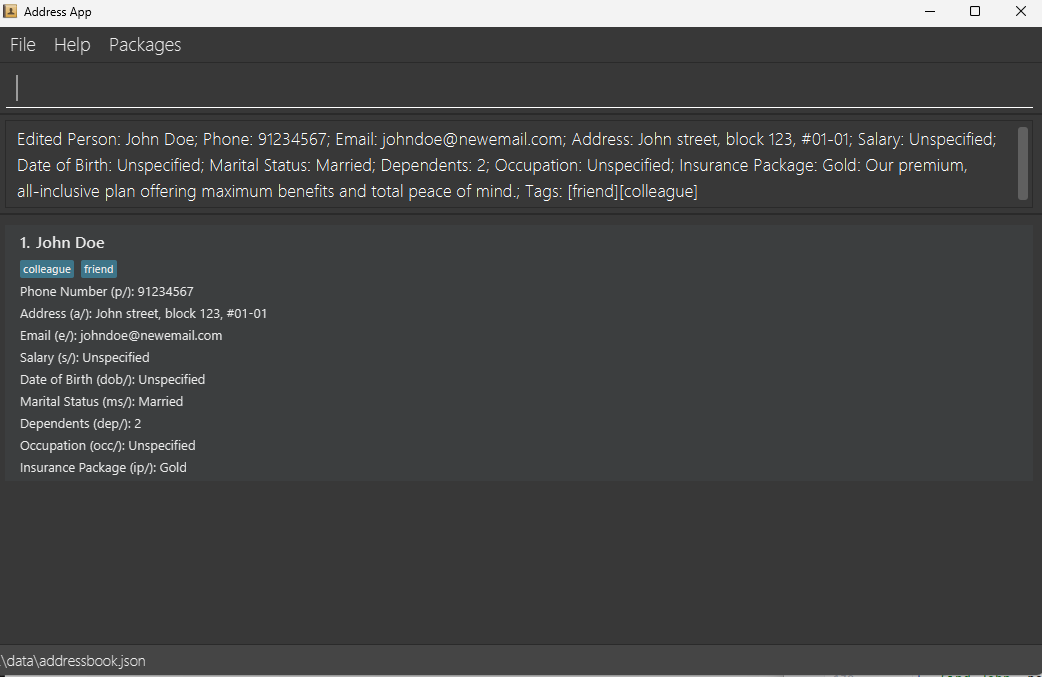 Address App
File Help Packages
Edited Person: John Doe; Phone: 91234567; Email: johndoe@newemail.com; Address: John street, block 123, #01-01; Salary: Unspecified;
Date of Birth: Unspecified; Marital Status: Married; Dependents: 2; Occupation: Unspecified; Insurance Package: Gold: Our premium,
all-inclusive plan offering maximum benefits and total peace of mind.; Tags: [friend][colleague]
1. John Doe
colleague friend
Phone Number (p/): 91234567
Address (a/): John street, block 123, #01-01
Email (e/): johndoe@newemail.com
Salary (s/): Unspecified
Date of Birth (dob/): Unspecified
Marital Status (ms/): Married
Dependents (dep/): 2
Occupation (occ/): Unspecified
Insurance Package (ip/): Gold
\data\addressbook.json